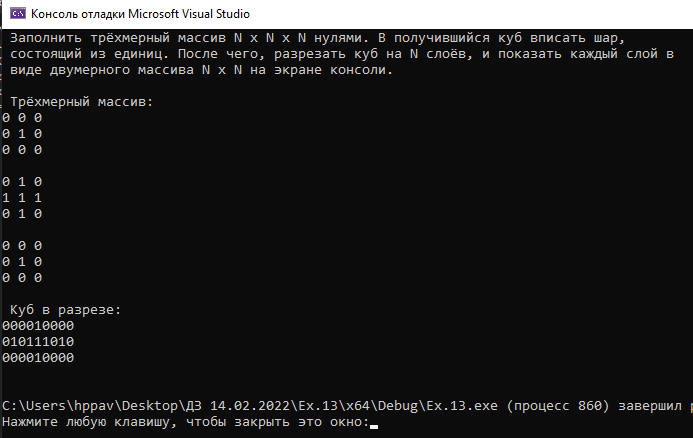 Консоль отладки Microsoft Visual Studio
Заполнить трёхмерный массив N x N x N нулями. В получившийся куб вписать шар,
состоящий из единиц. После чего, разрезать куб на N слоёв, и показать каждый слой в
виде двумерного массива N x N на экране консоли.
Трёхмерный массив:
0 0 0
0 1 0
0 0 0
0 1 0
1 1 1
0 1 0
0 0 0
0 1 0
0 0 0
Куб в разрезе:
000010000
010111010
000010000
C:\Users\hppav\Desktop\ДЗ 14.02.2022\Ex.13\x64\Debug\Ex.13.exe (процесс 860) завершил
Нажмите любую клавишу, чтобы закрыть это окно: